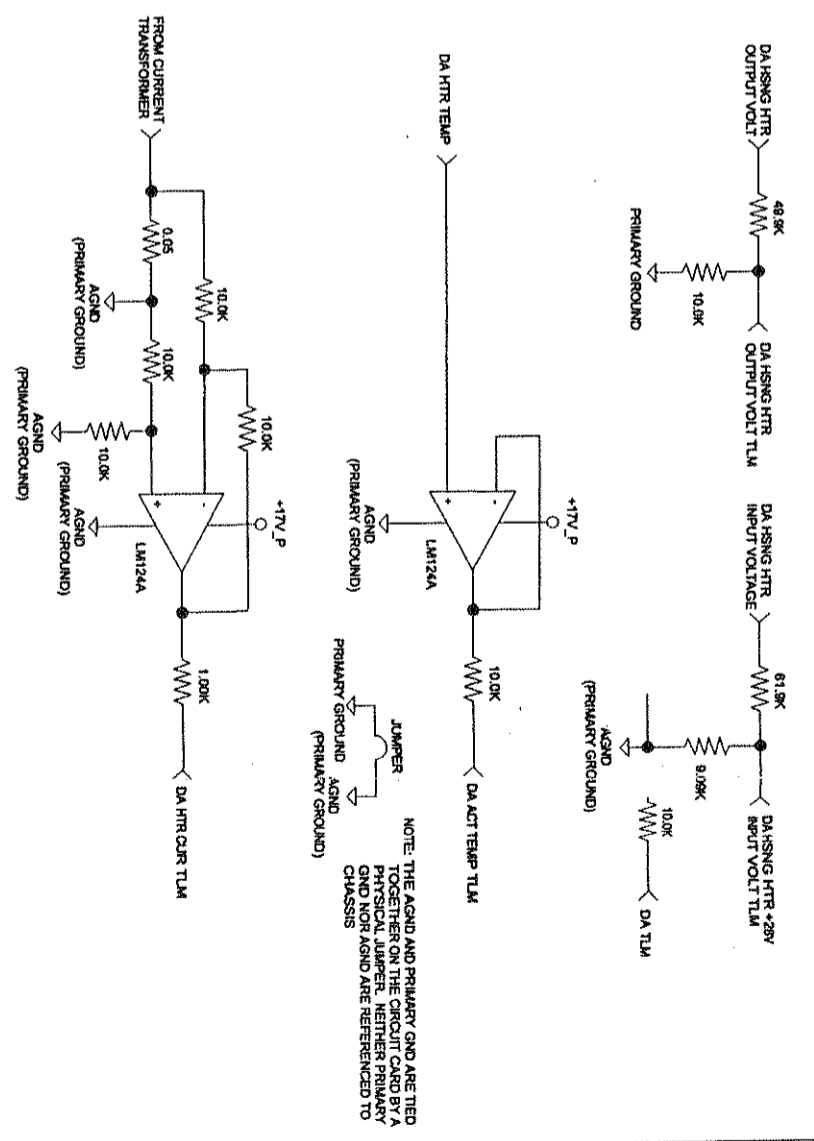 DA HSNG HTR
OUTPUT VOLT
49.9K
10.0K
PRIMARY GROUND
DA HSNG HTR
OUTPUT VOLT TLM
DA HSNG HTR
INPUT VOLTAGE
61.9K
9.09K
AGND
(PRIMARY GROUND)
DA HSNG HTR +28V
INPUT VOLT TLM
10.0K
DA TLM
DA HTR TEMP
+
-
+17V_P
LM124A
AGND
(PRIMARY GROUND)
10.0K
DA ACT TEMP TLM
JUMPER
PRIMARY GROUND
AGND
(PRIMARY GROUND)
NOTE: THE AGND AND PRIMARY GND ARE TIED
TOGETHER ON THE CIRCUIT CARD BY A
PHYSICAL JUMPER. NEITHER PRIMARY
GND NOR AGND ARE REFERENCED TO
CHASSIS
FROM CURRENT
TRANSFORMER
0.05
10.0K
10.0K
10.0K
10.0K
AGND
(PRIMARY GROUND)
AGND
(PRIMARY GROUND)
+
-
+17V_P
LM124A
AGND
(PRIMARY GROUND)
1.00K
DA HTR CUR TLM